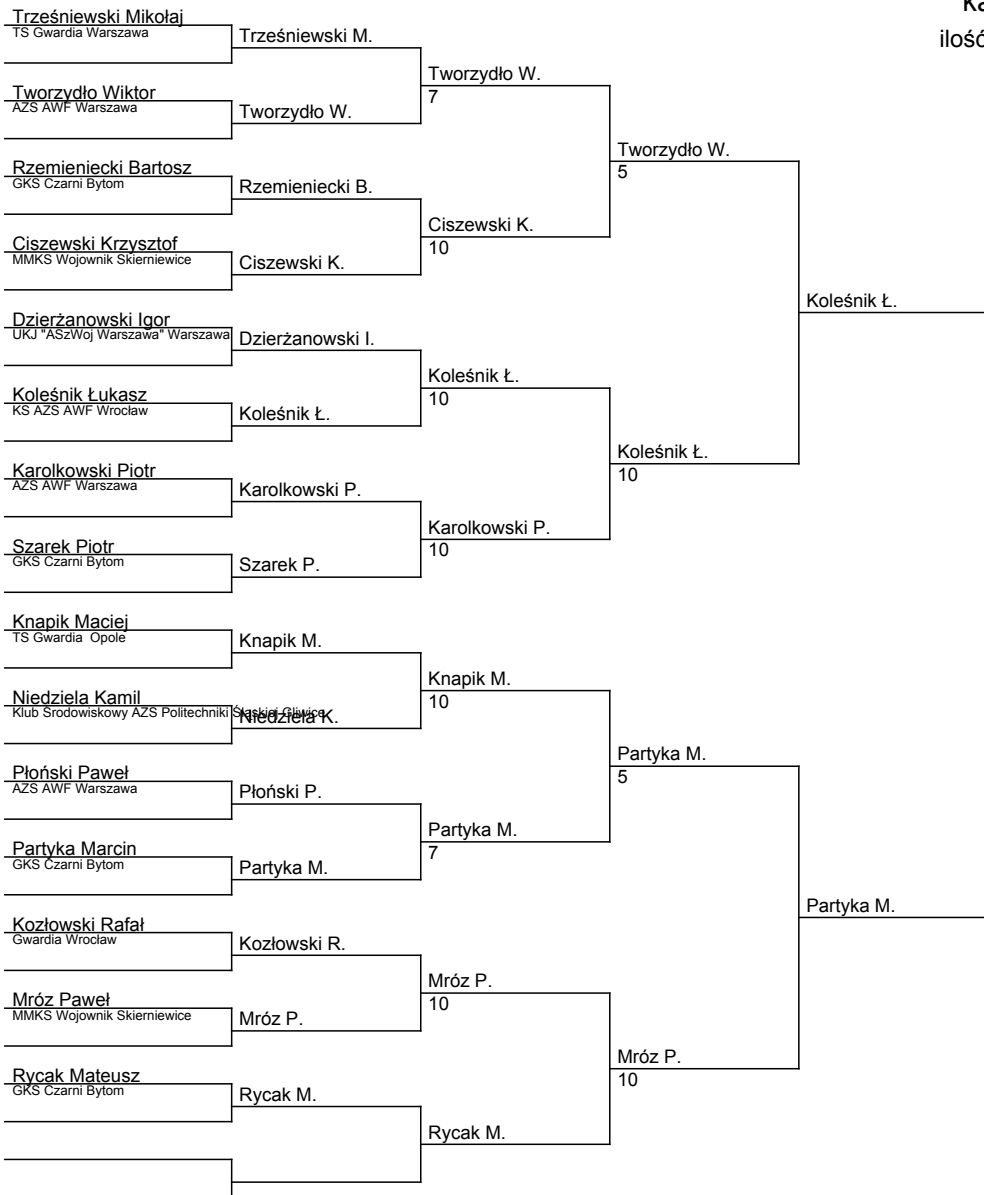 Trześniewski Mikołaj
TS Gwardia Warszawa
Tworzydło Wiktor
AZS AWF Warszawa
Rzemieniecki Bartosz
GKS Czarni Bytom
Ciszewski Krzysztof
MMKS Wojownik Skierniewice
Dzierżanowski Igor
UKJ "ASzWoj Warszawa" Warszawa
Koleśnik Łukasz
KS AZS AWF Wrocław
Karolkowski Piotr
AZS AWF Warszawa
Szarek Piotr
GKS Czarni Bytom
Knapik Maciej
TS Gwardia Opole
Niedziela Kamil
Klub Środowiskowy AZS Politechniki Śląskiej Gliwice
Płoński Paweł
AZS AWF Warszawa
Partyka Marcin
GKS Czarni Bytom
Kozłowski Rafał
Gwardia Wrocław
Mróz Paweł
MMKS Wojownik Skierniewice
Rycak Mateusz
GKS Czarni Bytom
Trześniewski M.
Tworzydło W.
Rzemieniecki B.
Ciszewski K.
Dzierżanowski I.
Koleśnik Ł.
Karolkowski P.
Szarek P.
Knapik M.
Niedziela K.
Płoński P.
Partyka M.
Kozłowski R.
Mróz P.
Rycak M.
Tworzydło W.
7
Ciszewski K.
10
Koleśnik Ł.
10
Karolkowski P.
10
Knapik M.
10
Partyka M.
7
Mróz P.
10
Rycak M.
Tworzydło W.
5
Koleśnik Ł.
10
Partyka M.
5
Mróz P.
10
Koleśnik Ł.
Partyka M.
ilość